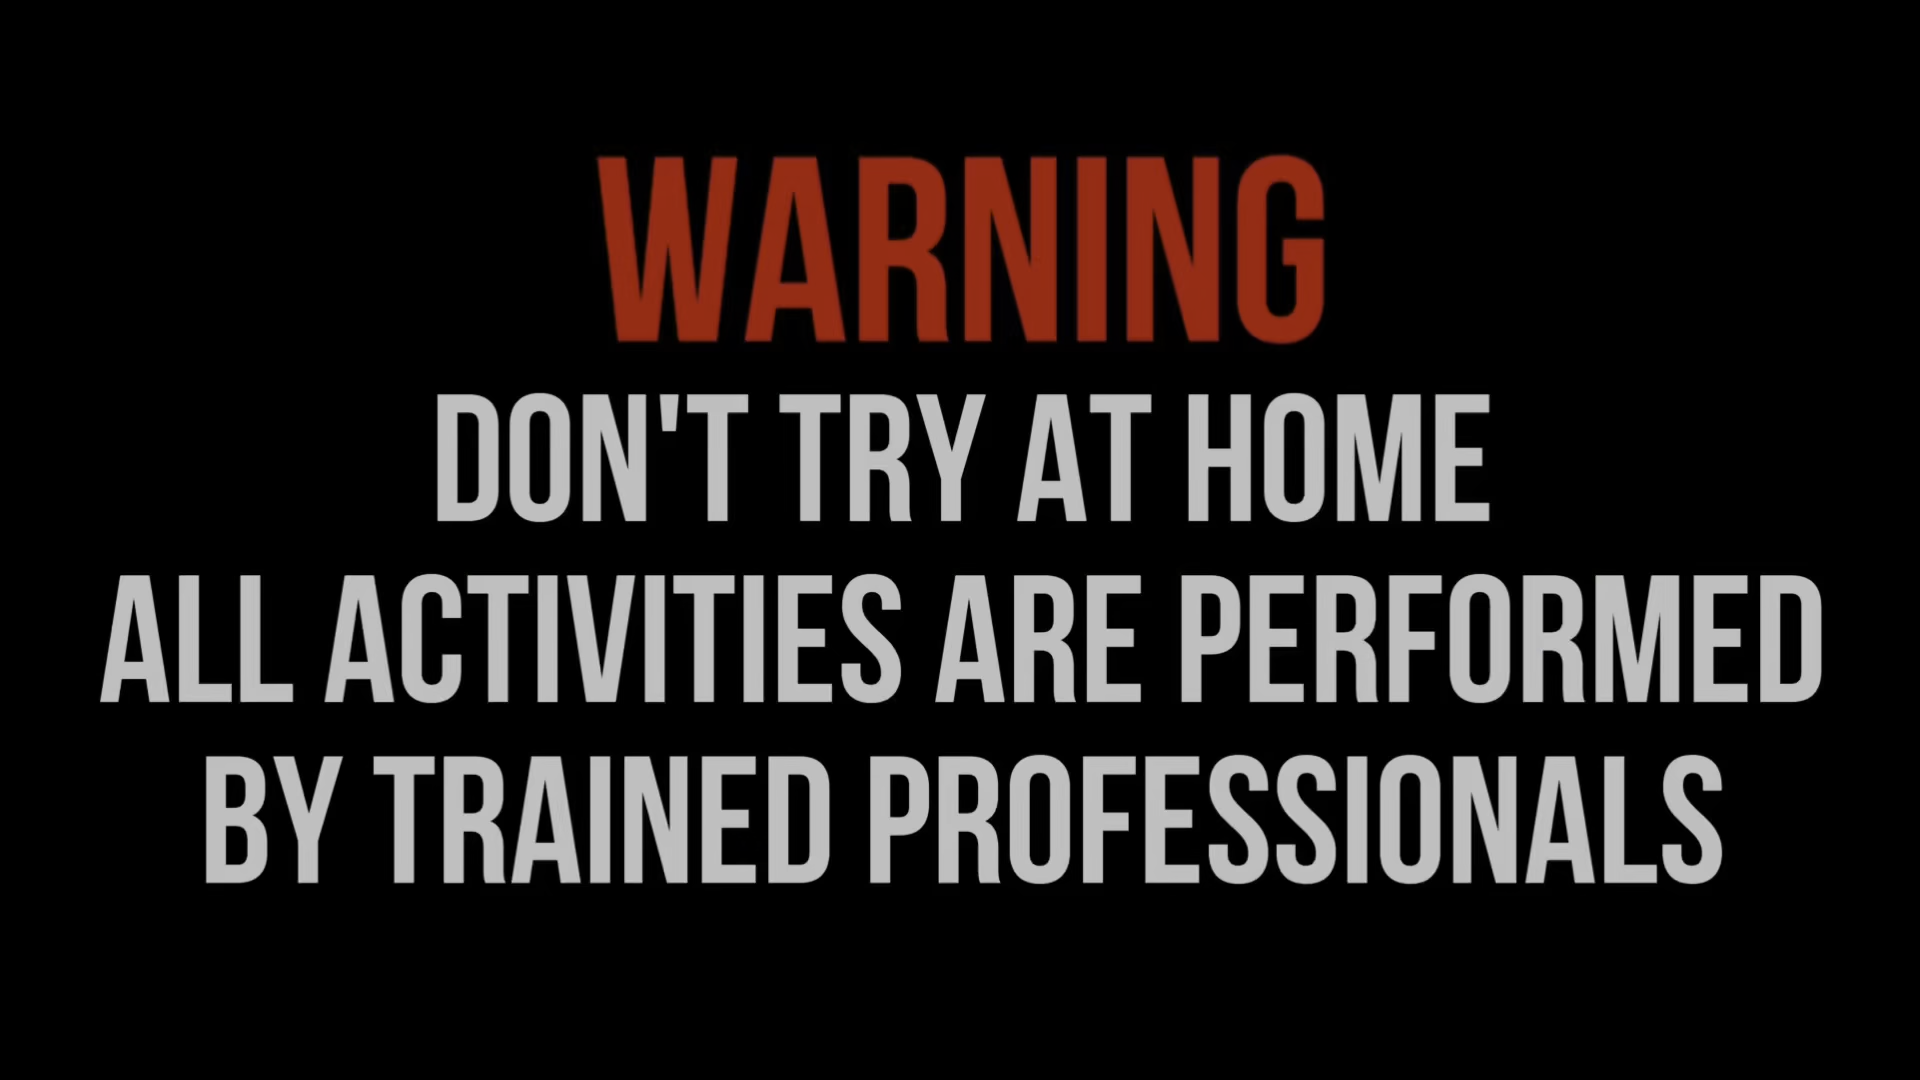 WARNING
DON'T TRY AT HOME
ALL ACTIVITIES ARE PERFORMED
BY TRAINED PROFESSIONALS